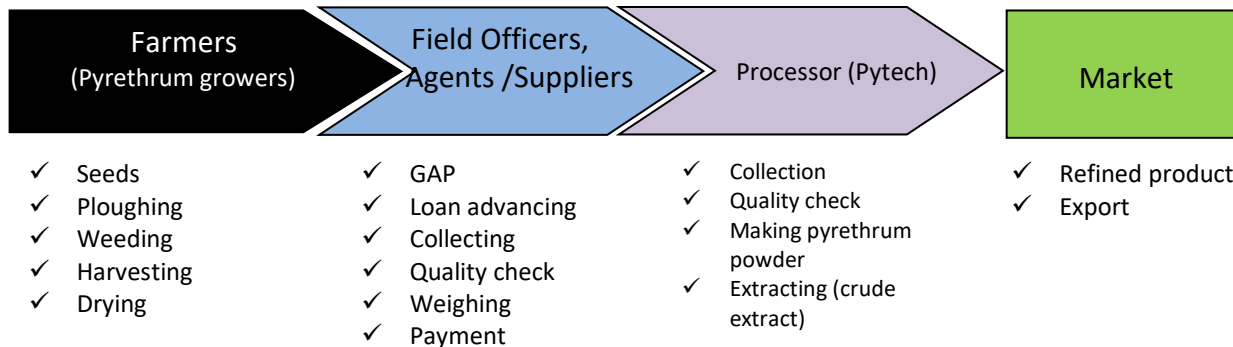 Farmers
(Pyrethrum growers)
Field Officers,
Agents /Suppliers
Processor (Pytech)
Market
✓ Seeds
✓ Ploughing
✓ Weeding
✓ Harvesting
✓ Drying
✓ GAP
✓ Loan advancing
✓ Collecting
✓ Quality check
✓ Weighing
✓ Payment
✓ Collection
✓ Quality check
✓ Making pyrethrum
powder
✓ Extracting (crude
extract)
✓ Refined product
✓ Export